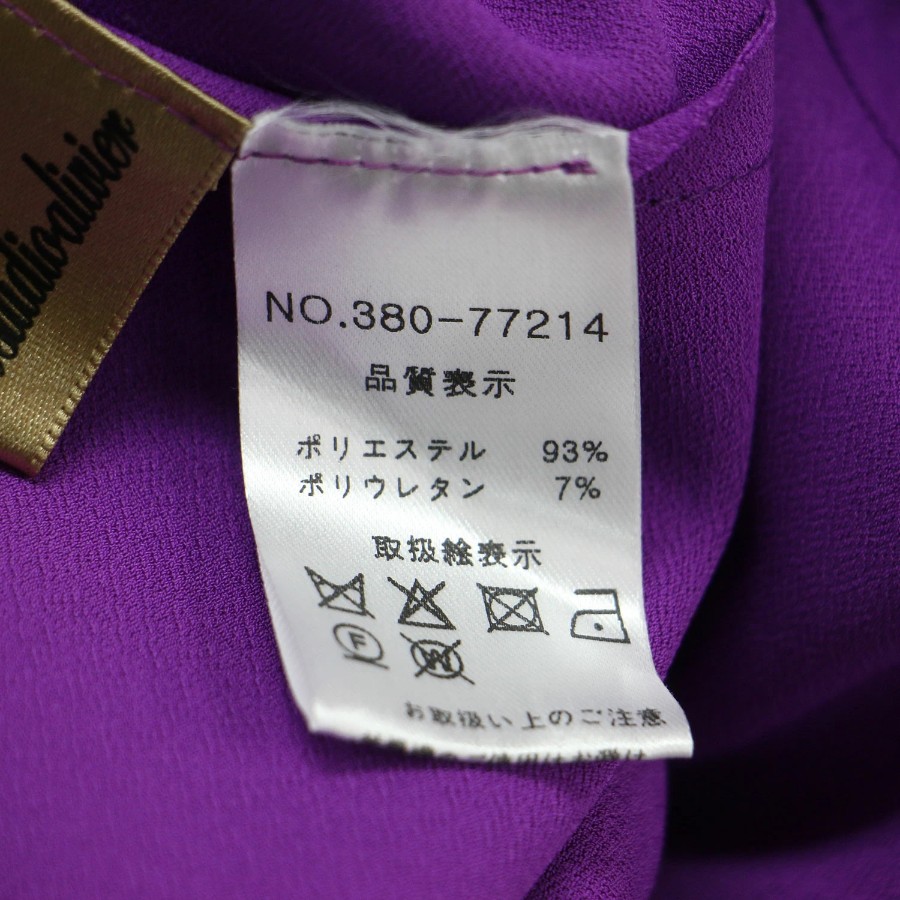 NO.380-77214
品質表示
ポリエステル 93%
ポリウレタン 7%
取扱絵表示
F
W
お取扱い上のご注意